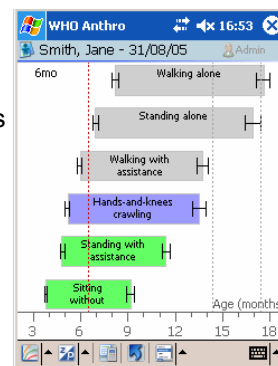 WHO Anthro 16:53
Smith, Jane - 31/08/05 Admin
6mo
Walking alone
Standing alone
s
Walking with
assistance
Hands-and-knees
crawling
Standing with
assistance
Sitting
without
Age (months
3 6 9 12 15 18